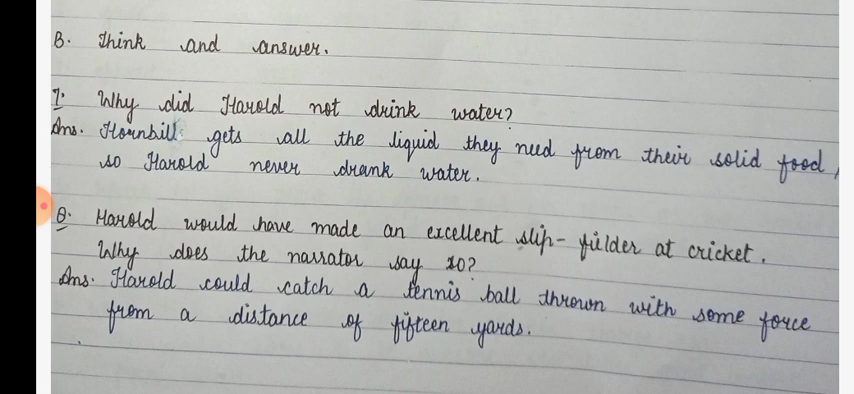 B. Think and answer.
7. Why did Harold not drink water?
Ans. Hornbill gets all the liquid they need from their solid food,
so Harold never drank water.
8. Harold would have made an excellent slip-fielder at cricket.
Why does the narrator say so?
Ans. Harold could catch a tennis ball thrown with some force
from a distance of fifteen yards.